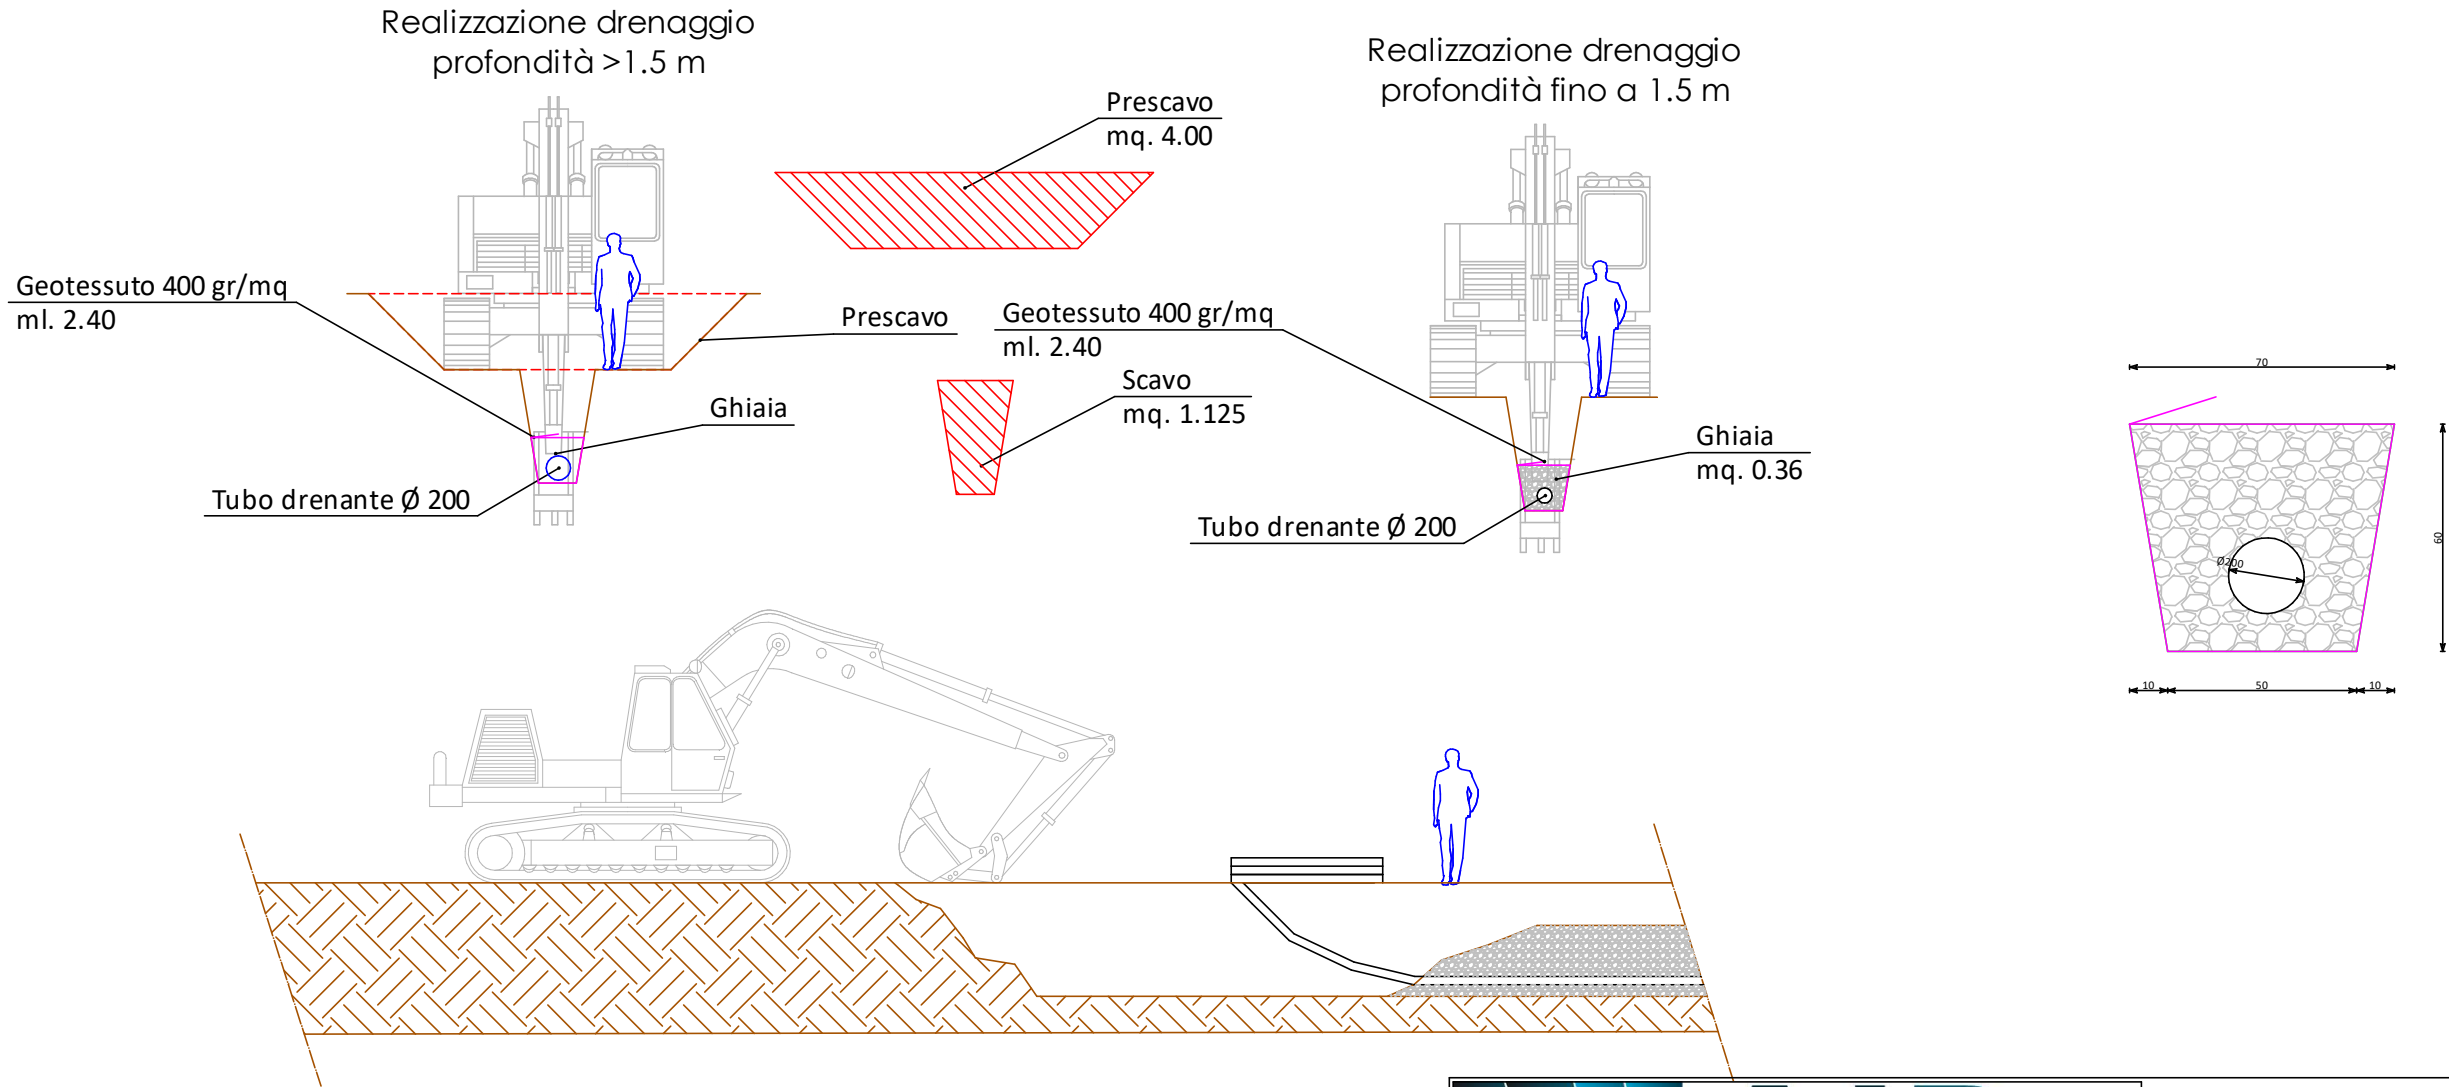 Realizzazione drenaggio
profondità >1.5 m
Realizzazione drenaggio
profondità fino a 1.5 m
Prescavo
mq. 4.00
Geotessuto 400 gr/mq
ml. 2.40
Prescavo
Geotessuto 400 gr/mq
ml. 2.40
Scavo
mq. 1.125
Ghiaia
Ghiaia
mq. 0.36
Tubo drenante Ø 200
Tubo drenante Ø 200
70
60
Ø200
10
50
10